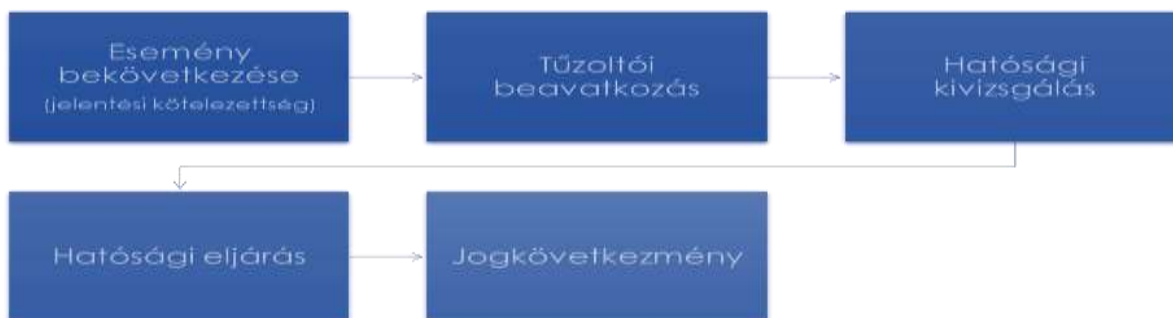 Esemény
bekövetkezése
(jelentési kötelezettség)
Tűzoltói
beavatkozás
Hatósági
kivizsgálás
Hatósági eljárás
Jogkövetkezmény